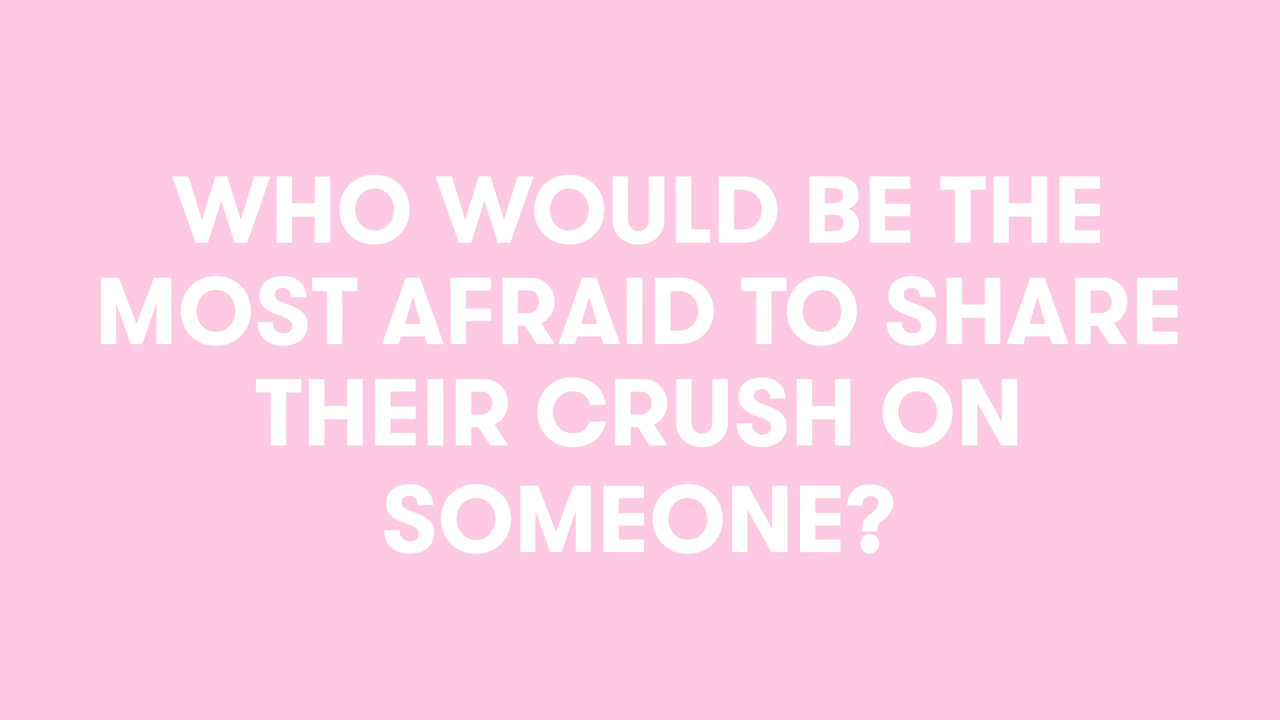 WHO WOULD BE THE
MOST AFRAID TO SHARE
THEIR CRUSH ON
SOMEONE?